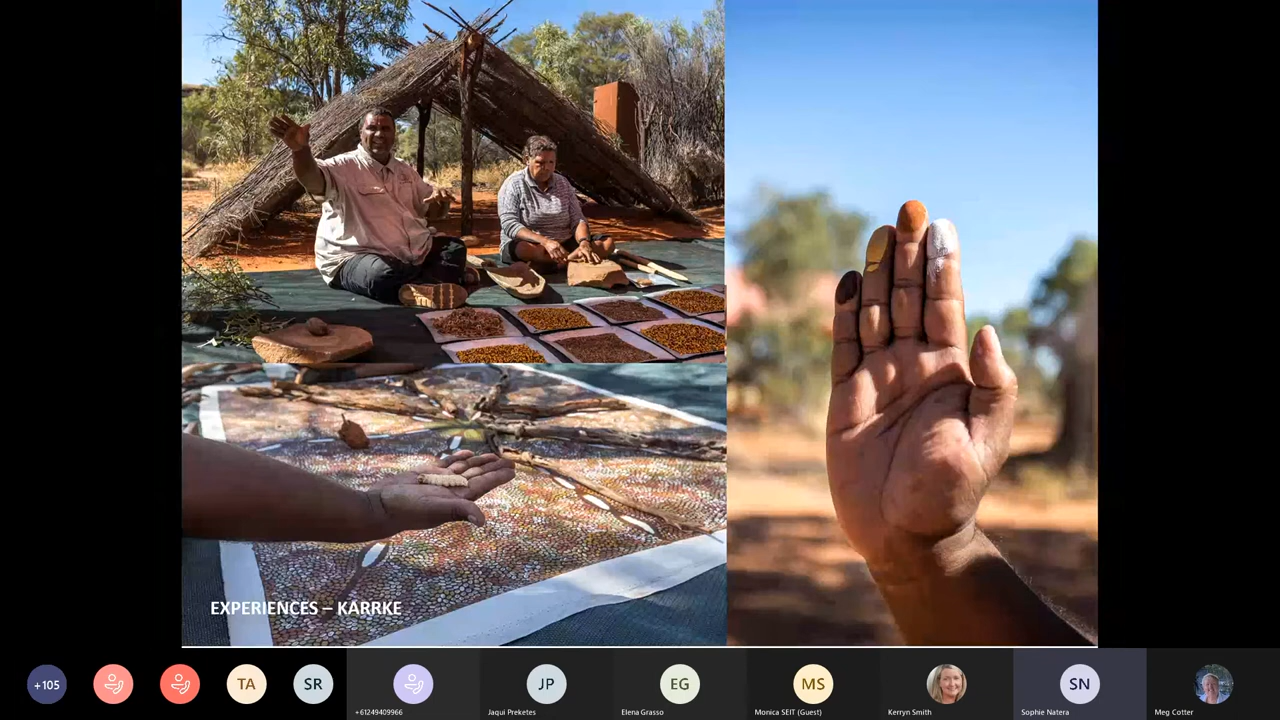 EXPERIENCES – KARRKE
+105
TA
SR
+61249409966
JP
Jaqui Preketes
EG
Elena Grasso
MS
Monica SEIT (Guest)
Kerryn Smith
SN
Sophie Natera
Meg Cotter